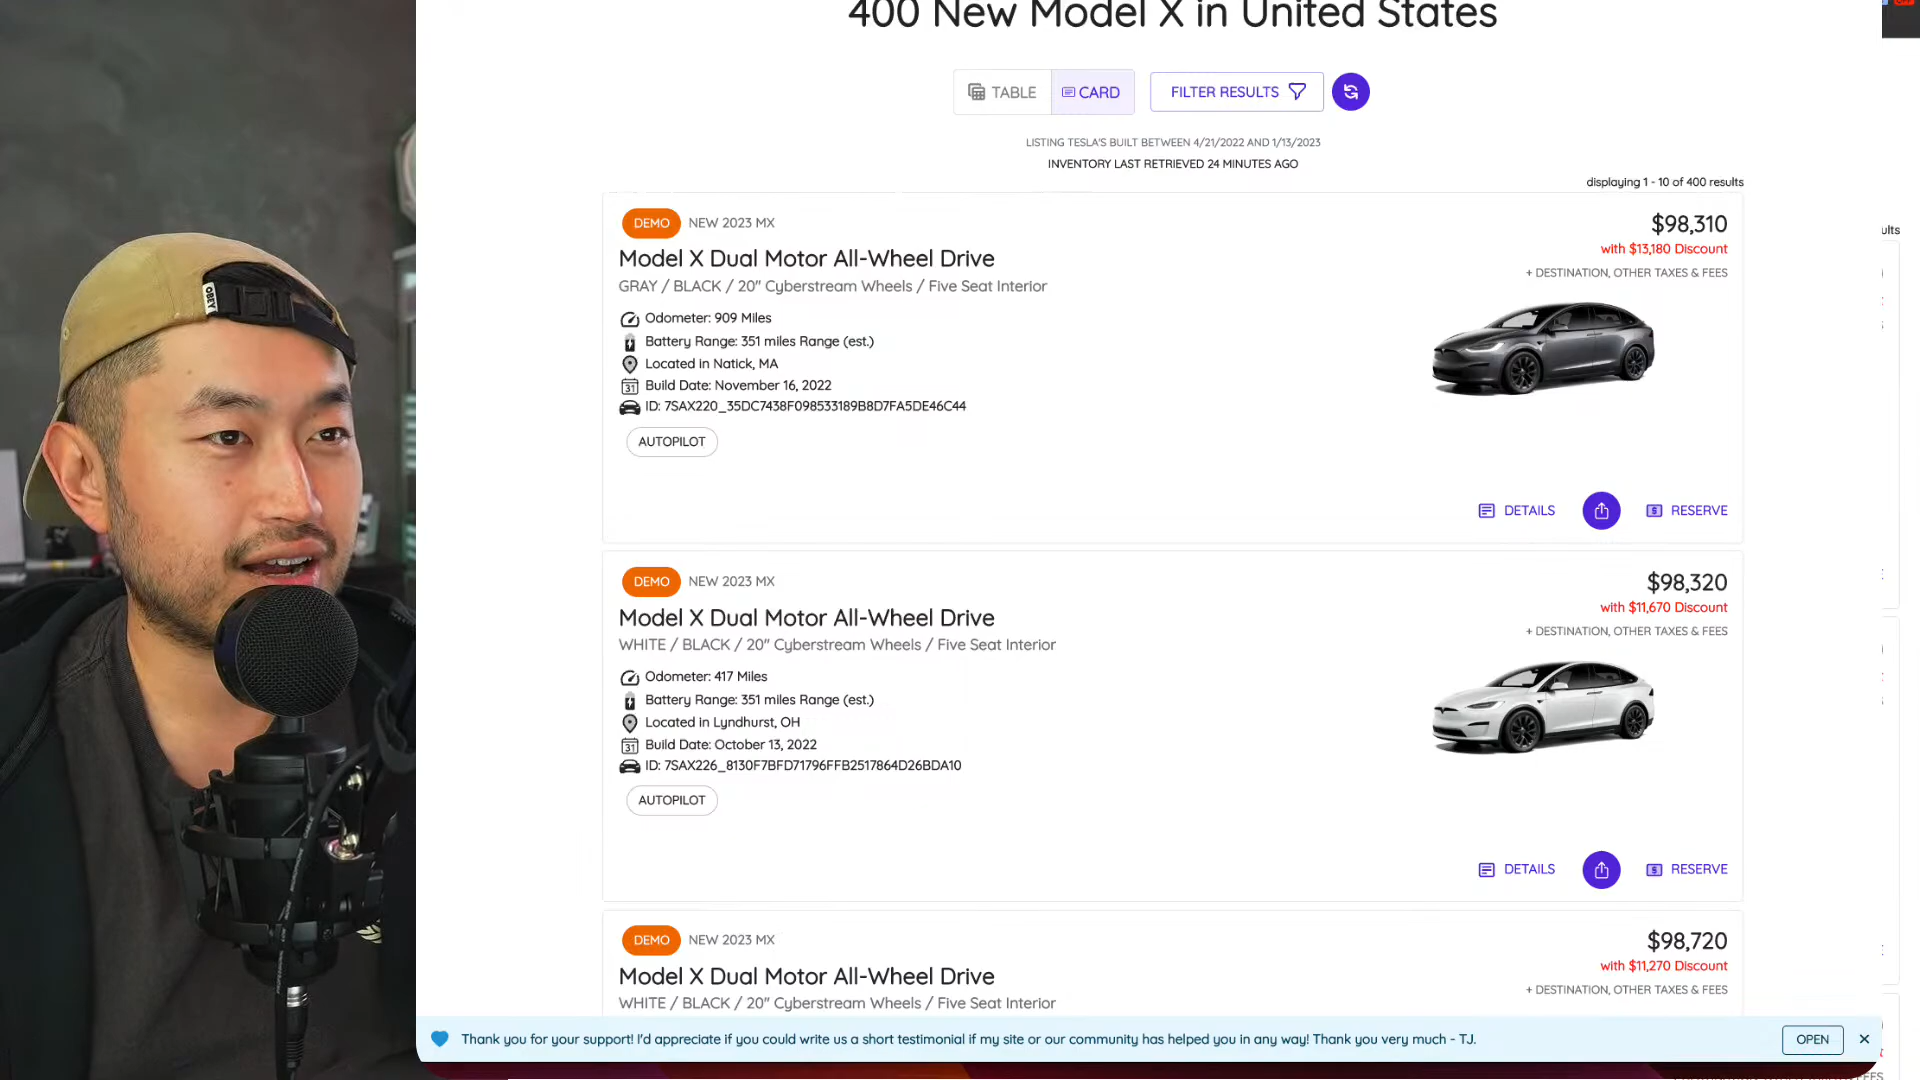 400 New Model X in United States
TABLE
CARD
FILTER RESULTS
LISTING TESLA'S BUILT BETWEEN 4/21/2022 AND 1/13/2023
INVENTORY LAST RETRIEVED 24 MINUTES AGO
displaying 1 - 10 of 400 results
DEMO NEW 2023 MX
$98,310
Model X Dual Motor All-Wheel Drive
with $13,180 Discount
GRAY / BLACK / 20" Cyberstream Wheels / Five Seat Interior
+ DESTINATION, OTHER TAXES & FEES
Odometer: 909 Miles
Battery Range: 351 miles Range (est.)
Located in Natick, MA
Build Date: November 16, 2022
ID: 7SAX220_35DC7438F098533189B8D7FA5DE46C44
AUTOPILOT
DETAILS
RESERVE
DEMO NEW 2023 MX
$98,320
Model X Dual Motor All-Wheel Drive
with $11,670 Discount
WHITE / BLACK / 20" Cyberstream Wheels / Five Seat Interior
+ DESTINATION, OTHER TAXES & FEES
Odometer: 417 Miles
Battery Range: 351 miles Range (est.)
Located in Lyndhurst, OH
Build Date: October 13, 2022
ID: 7SAX226_8130F7BFD71796FFB2517864D26BDA10
AUTOPILOT
DETAILS
RESERVE
DEMO NEW 2023 MX
$98,720
Model X Dual Motor All-Wheel Drive
with $11,270 Discount
WHITE / BLACK / 20" Cyberstream Wheels / Five Seat Interior
+ DESTINATION, OTHER TAXES & FEES
Thank you for your support! I'd appreciate if you could write us a short testimonial if my site or our community has helped you in any way! Thank you very much - TJ.
OPEN
OBEY
ults